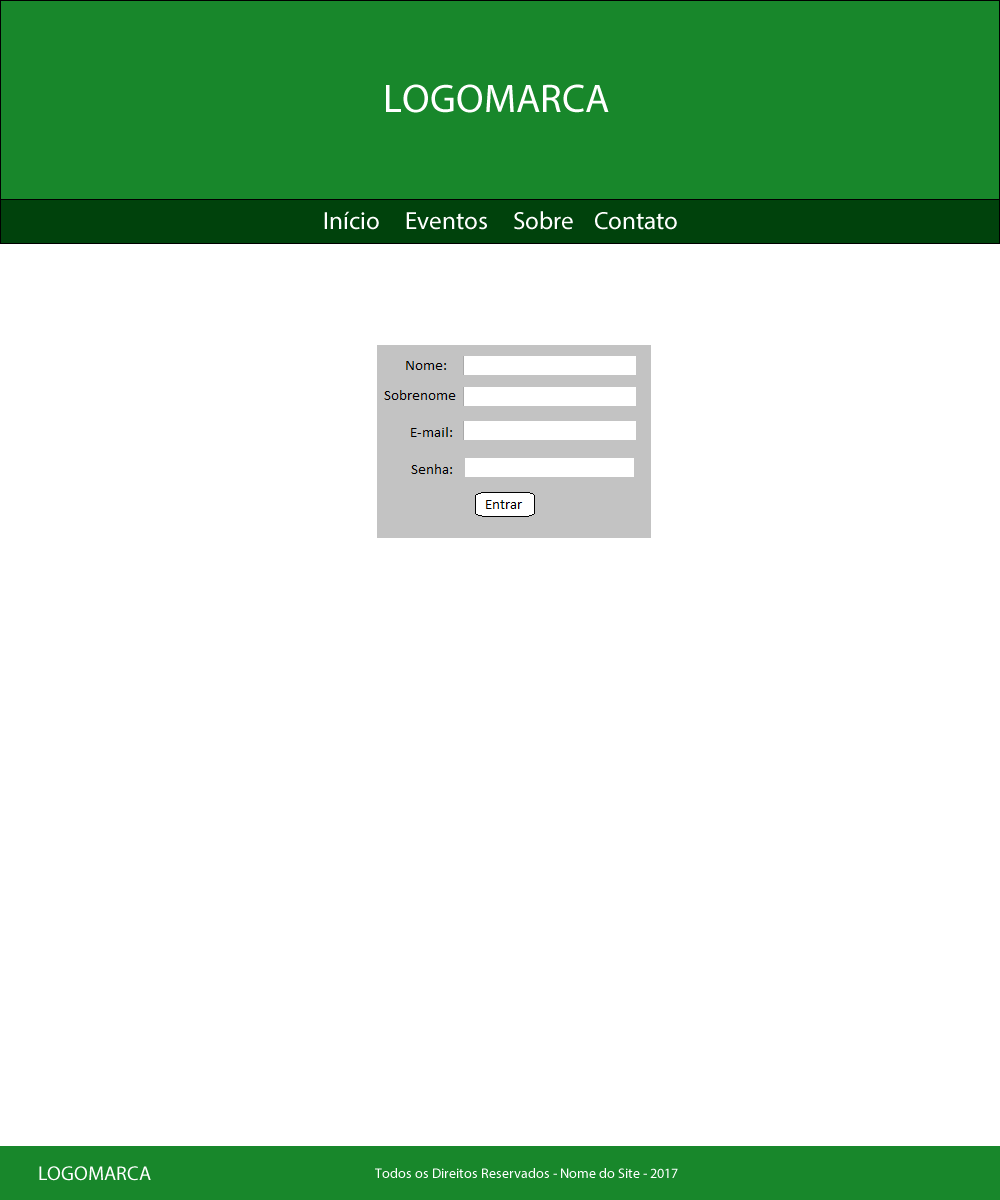 LOGOMARCA
Início Eventos Sobre Contato
Nome:
Sobrenome
E-mail:
Senha:
Entrar
LOGOMARCA Todos os Direitos Reservados - Nome do Site - 2017